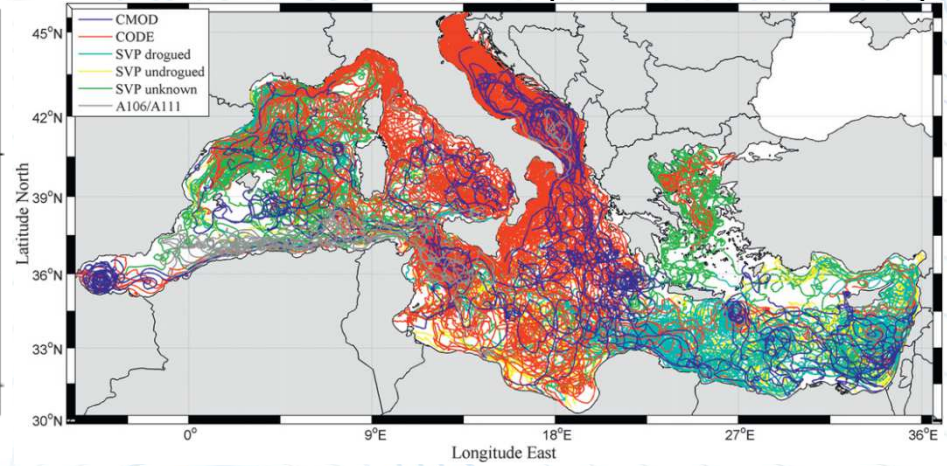 CMOD
CODE
SVP drogued
SVP undrogued
SVP unknown
A106/A111
45°N
42°N
39°N
36°N
33°N
30°N
Latitude North
0°
9°E
18°E
27°E
36°E
Longitude East